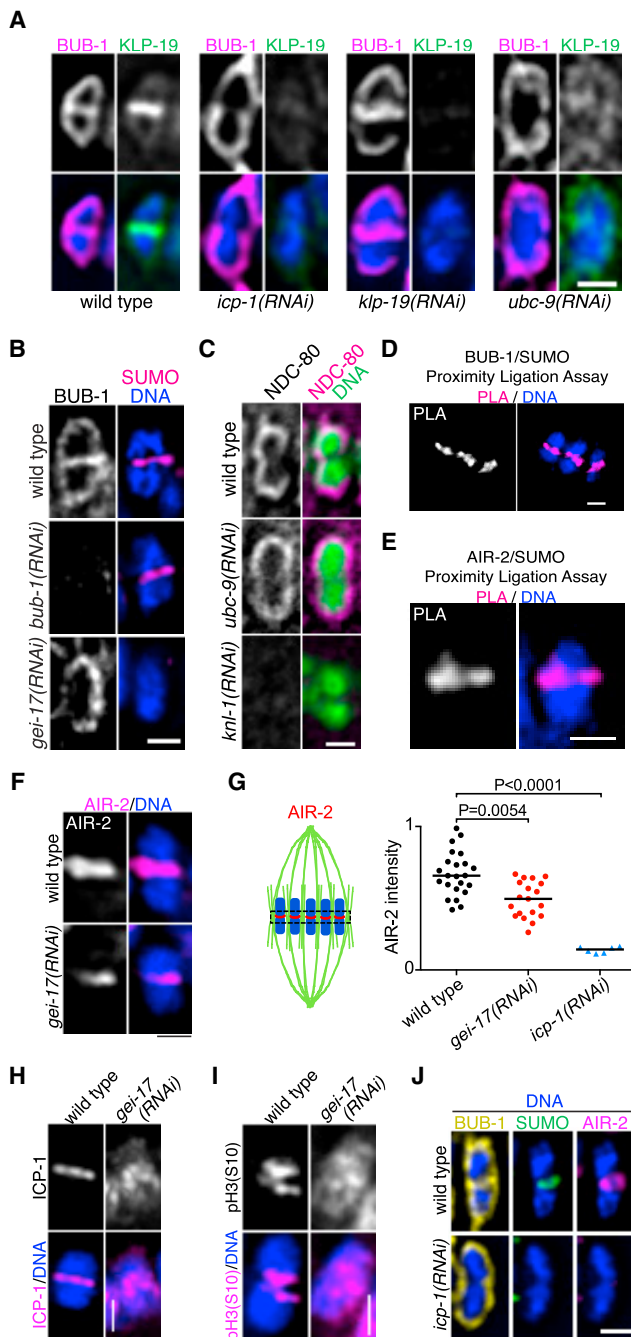 A
BUB-1 KLP-19 BUB-1 KLP-19 BUB-1 KLP-19 BUB-1 KLP-19
wild type icp-1(RNAi) klp-19(RNAi) ubc-9(RNAi)
B
BUB-1
SUMO
DNA
wild type
bub-1(RNAi)
gei-17(RNAi)
C
NDC-80
NDC-80
DNA
wild type
ubc-9(RNAi)
knl-1(RNAi)
D
BUB-1/SUMO
Proximity Ligation Assay
PLA / DNA
PLA
E
AIR-2/SUMO
Proximity Ligation Assay
PLA / DNA
PLA
F
AIR-2/DNA
AIR-2
wild type
gei-17(RNAi)
G
AIR-2
P<0.0001
P=0.0054
1
AIR-2 intensity
0
wild type
gei-17(RNAi)
icp-1(RNAi)
H
wild type
gei-17
(RNAi)
ICP-1
ICP-1/DNA
I
wild type
gei-17
(RNAi)
pH3(S10)
pH3(S10)/DNA
J
DNA
BUB-1 SUMO AIR-2
wild type
icp-1(RNAi)